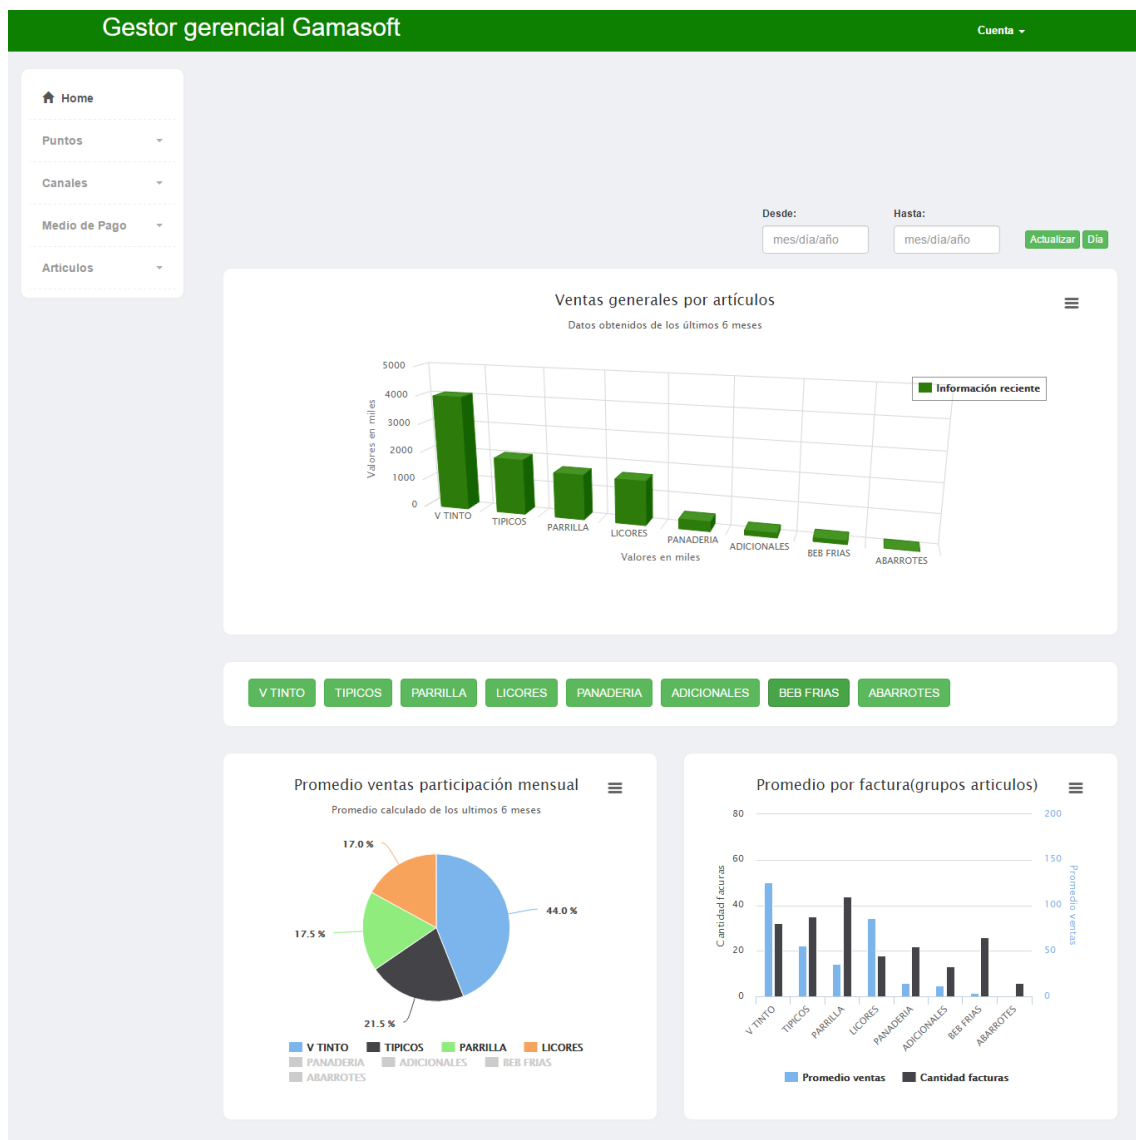 Gestor gerencial Gamasoft
Cuenta
Home
Puntos
Canales
Medio de Pago
Articulos
Desde: Hasta:
mes/día/año mes/día/año Actualizar Día
Ventas generales por artículos
Datos obtenidos de los últimos 6 meses
Información reciente
Valores en miles
5000
4000
3000
2000
1000
0
V TINTO TIPICOS PARRILLA LICORES PANADERIA ADICIONALES BEB FRIAS ABARROTES
Valores en miles
V TINTO TIPICOS PARRILLA LICORES PANADERIA ADICIONALES BEB FRIAS ABARROTES
Promedio ventas participación mensual
Promedio calculado de los ultimos 6 meses
17.0 %
44.0 %
17.5 %
21.5 %
V TINTO TIPICOS PARRILLA LICORES
PANADERIA ADICIONALES BEB FRIAS
ABARROTES
Promedio por factura(grupos articulos)
Cantidad facuras
80
60
40
20
0
200
150
100
50
0
Promedio ventas
V TINTO TIPICOS PARRILLA LICORES PANADERIA ADICIONALES BEB FRIAS ABARROTES
Promedio ventas Cantidad facturas